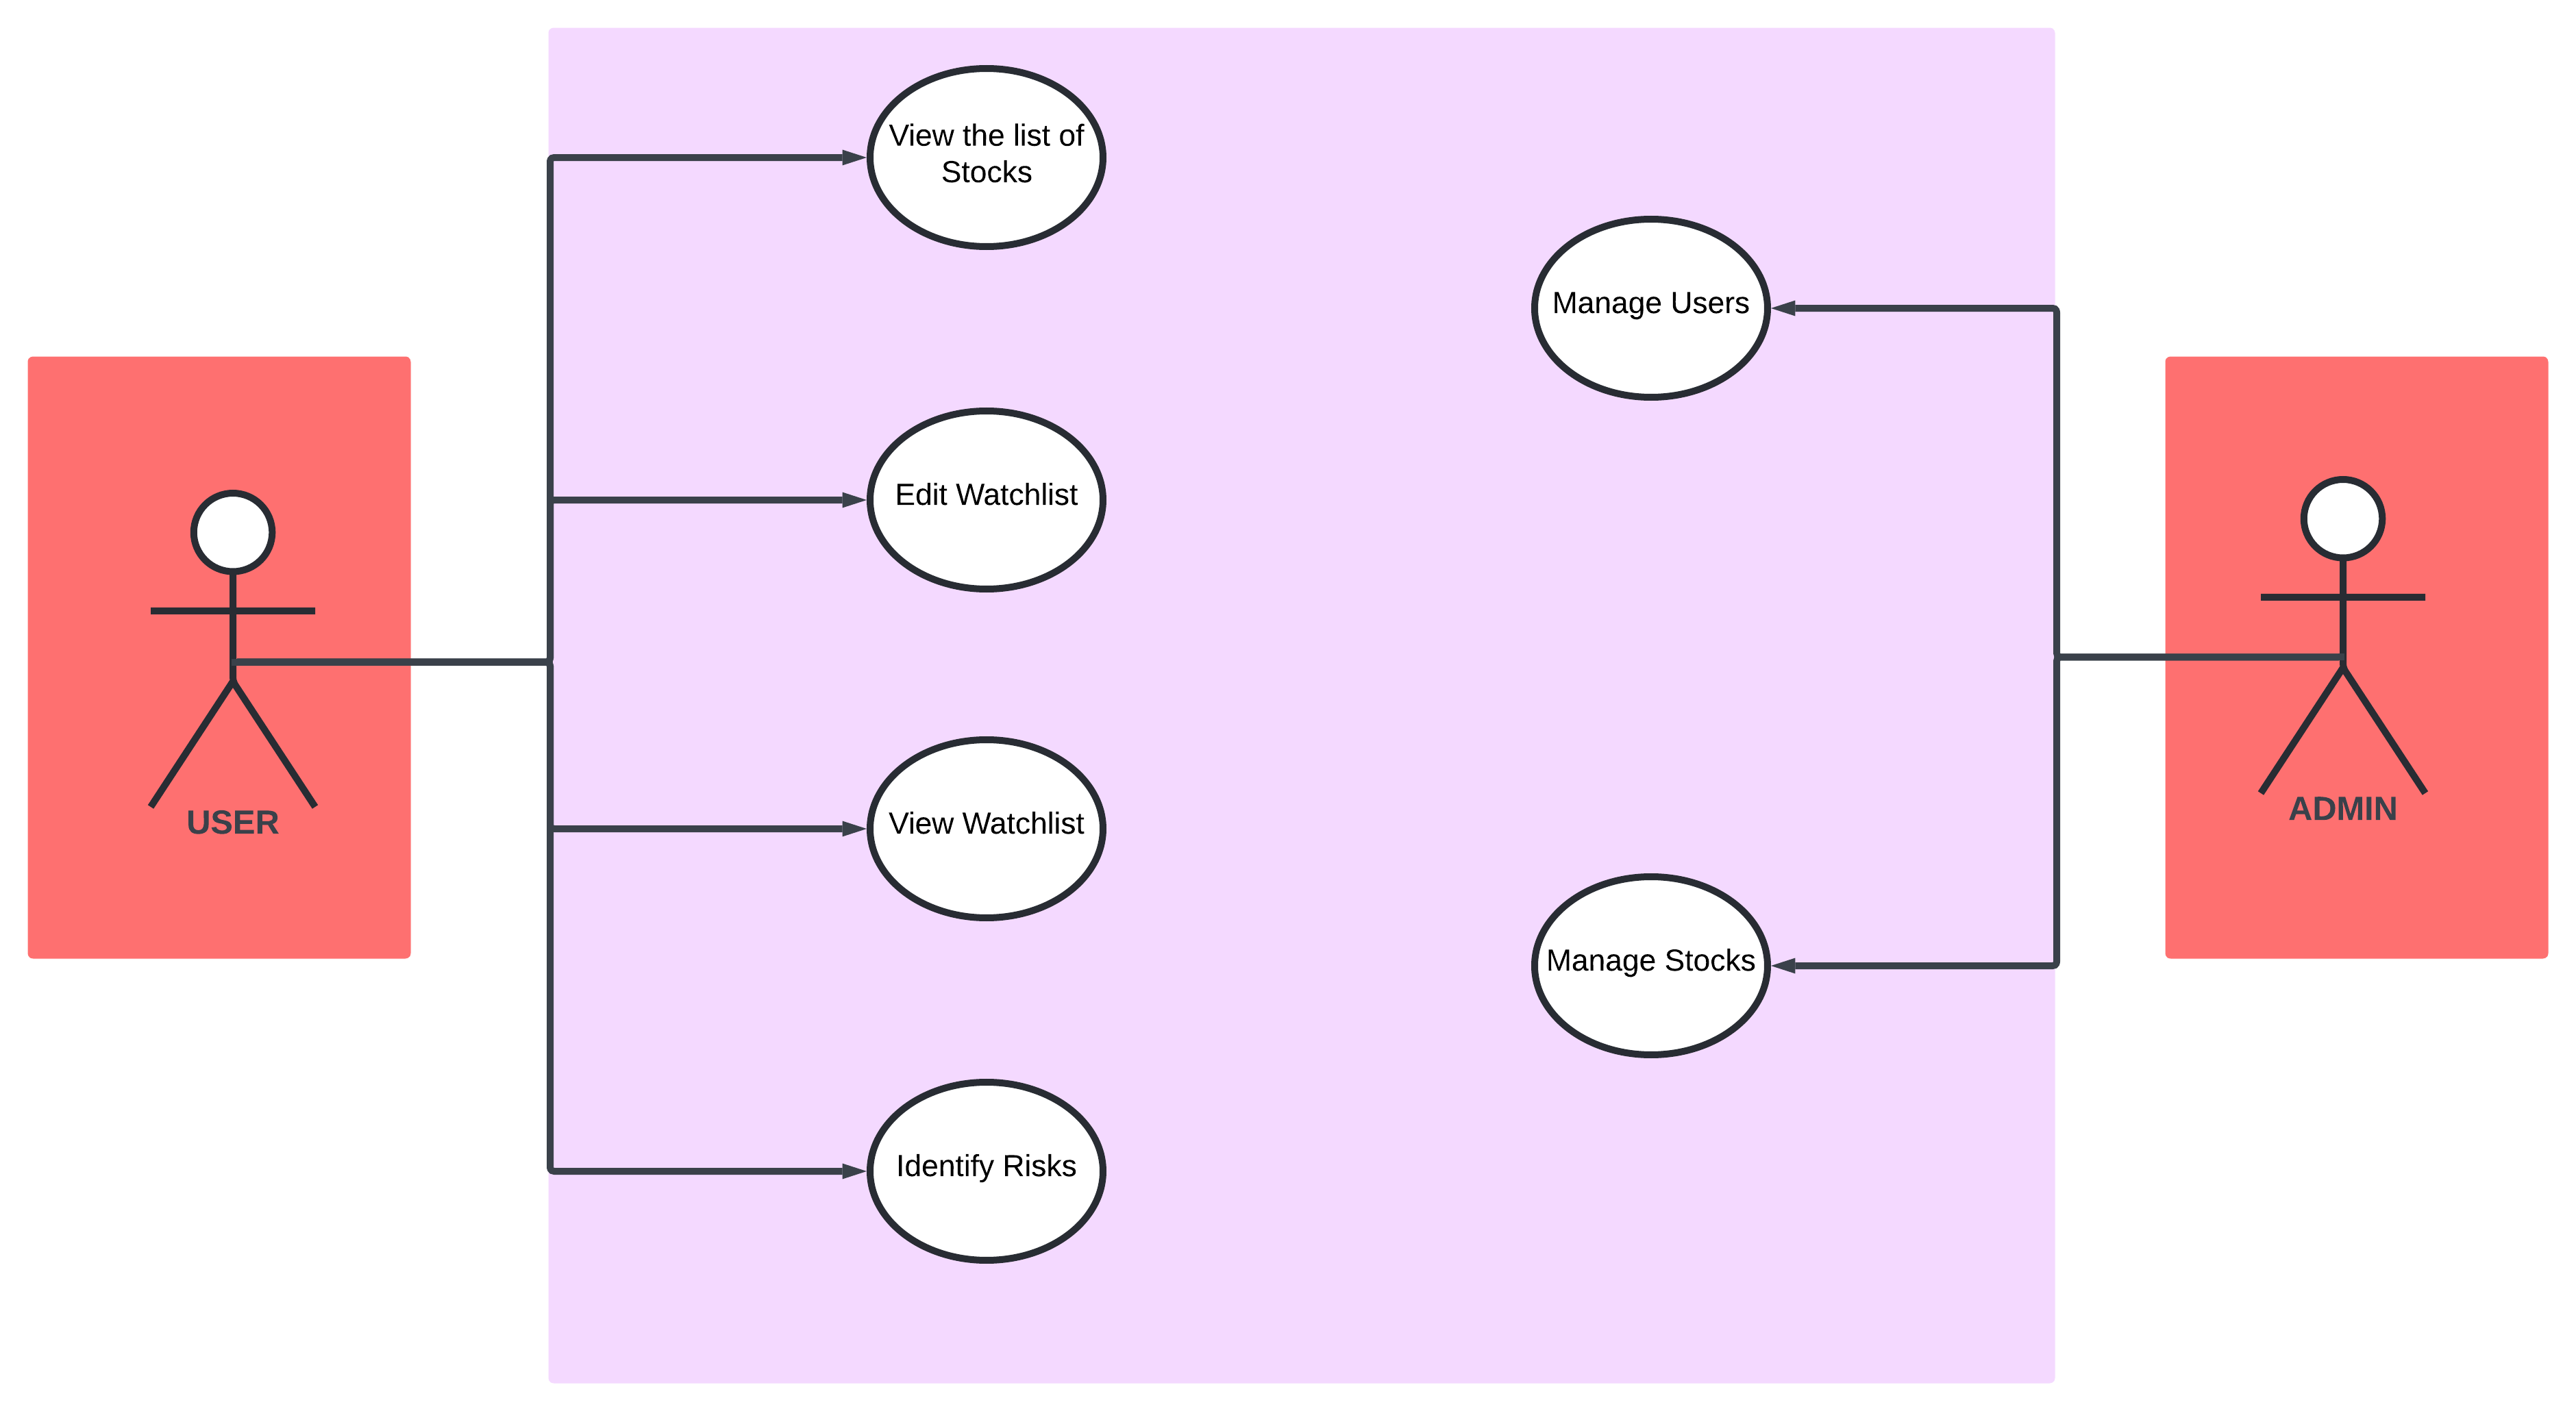 View the list of
Stocks
Manage Users
Edit Watchlist
USER
View Watchlist
ADMIN
Manage Stocks
Identify Risks